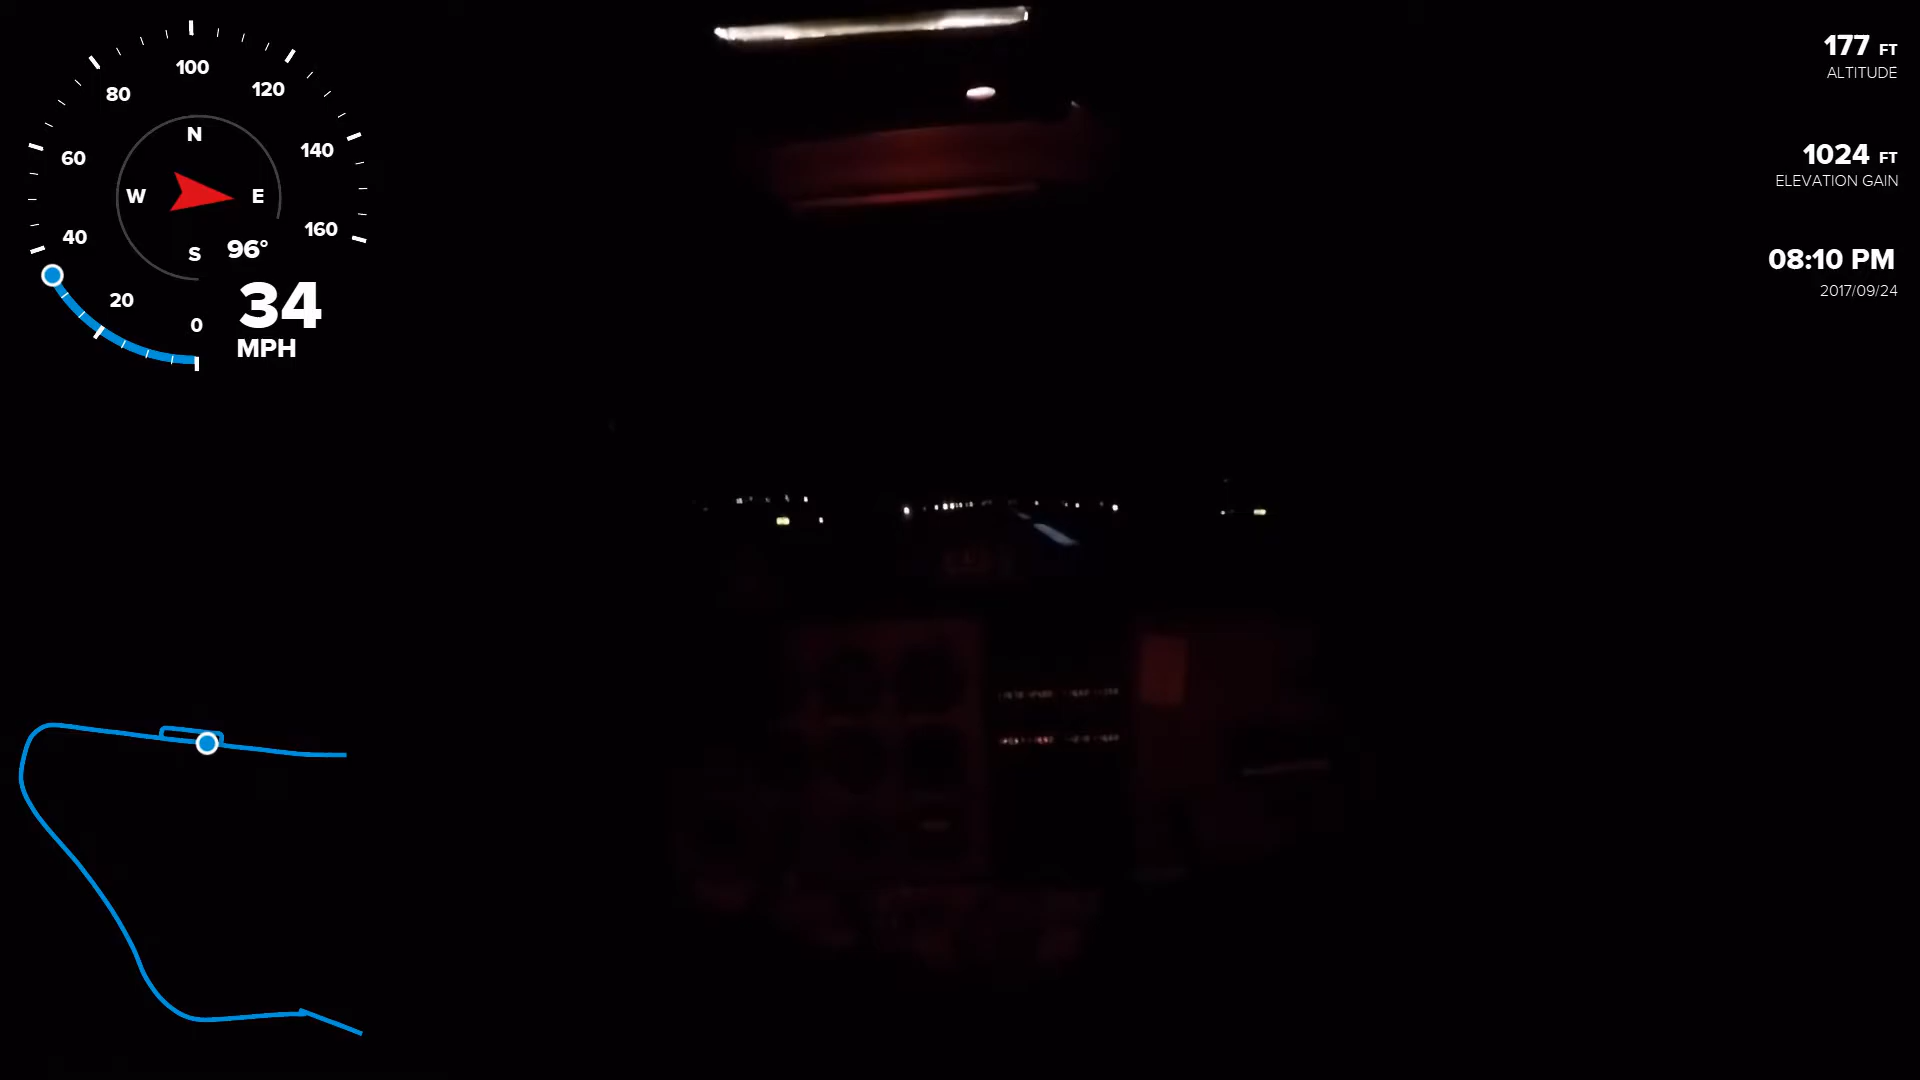 177 FT
ALTITUDE
1024 FT
ELEVATION GAIN
08:10 PM
2017/09/24
0
20
40
60
80
100
120
140
160
N
W
E
S
96°
34
MPH